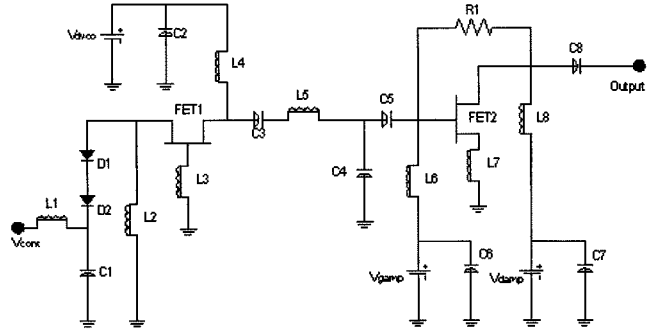 R1
Vdvco
C2
L4
C8
Output
FET1
L5
C5
C3
FET2
L8
D1
L3
C4
L6
L7
L1
D2
L2
Vcont
C1
Vgamp
C6
Vdamp
C7